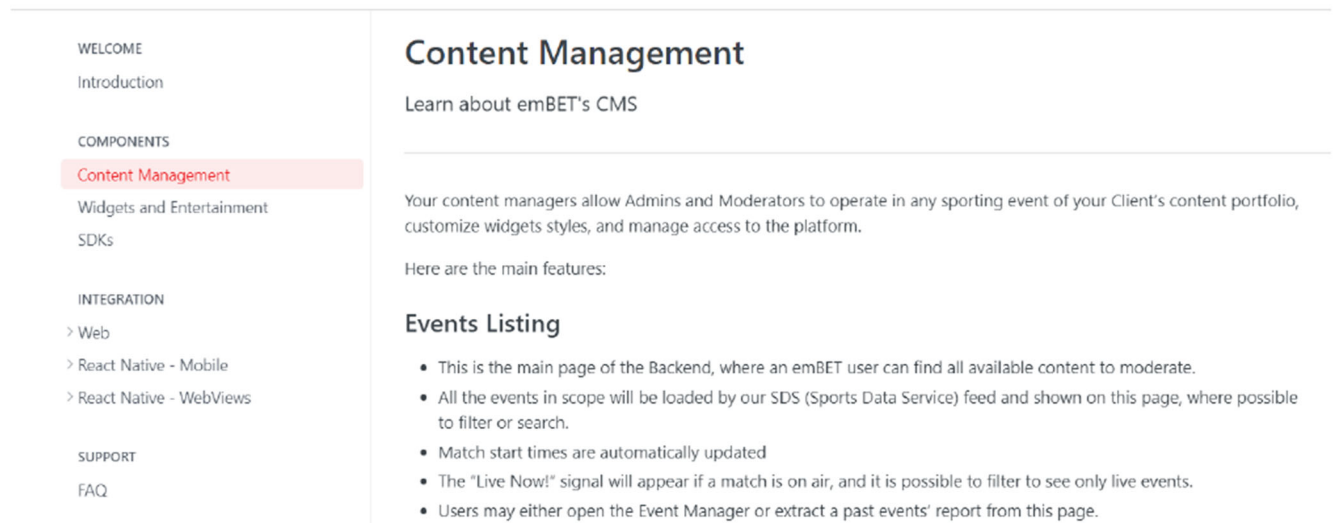 WELCOME
Introduction
COMPONENTS
Content Management
Widgets and Entertainment
SDKs
INTEGRATION
> Web
> React Native - Mobile
> React Native - WebViews
SUPPORT
FAQ
Content Management
Learn about emBET's CMS
Your content managers allow Admins and Moderators to operate in any sporting event of your Client's content portfolio,
customize widgets styles, and manage access to the platform.
Here are the main features:
Events Listing
• This is the main page of the Backend, where an emBET user can find all available content to moderate.
• All the events in scope will be loaded by our SDS (Sports Data Service) feed and shown on this page, where possible
to filter or search.
• Match start times are automatically updated
• The "Live Now!" signal will appear if a match is on air, and it is possible to filter to see only live events.
• Users may either open the Event Manager or extract a past events' report from this page.